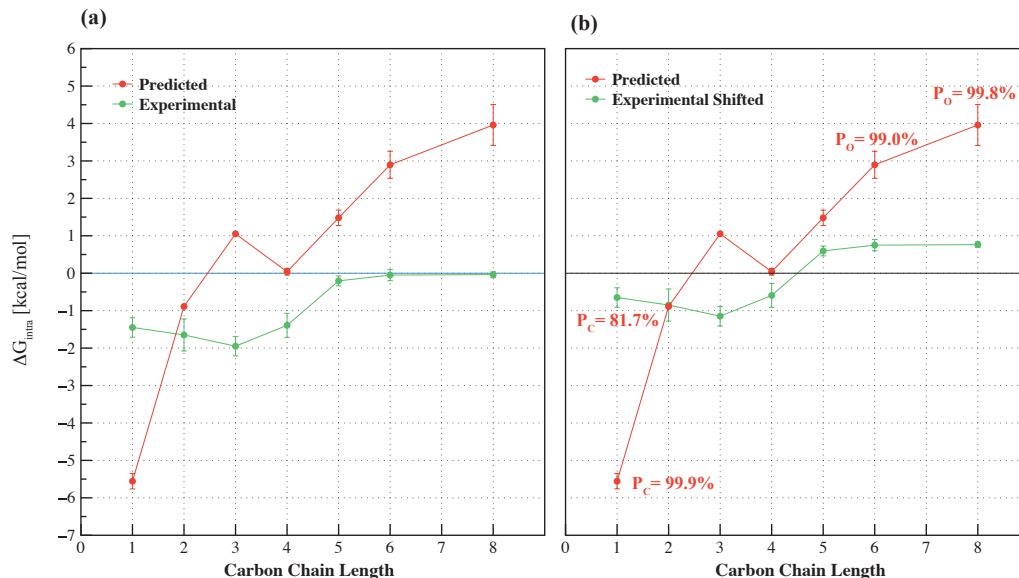 (a)
(b)
6
5
4
3
2
1
0
−1
−2
−3
−4
−5
−6
−7
ΔG_intra [kcal/mol]
Predicted
Experimental
0 1 2 3 4 5 6 7 8
Carbon Chain Length
Predicted
Experimental Shifted
P_O = 99.8%
P_O = 99.0%
P_C = 81.7%
P_C = 99.9%
0 1 2 3 4 5 6 7 8
Carbon Chain Length